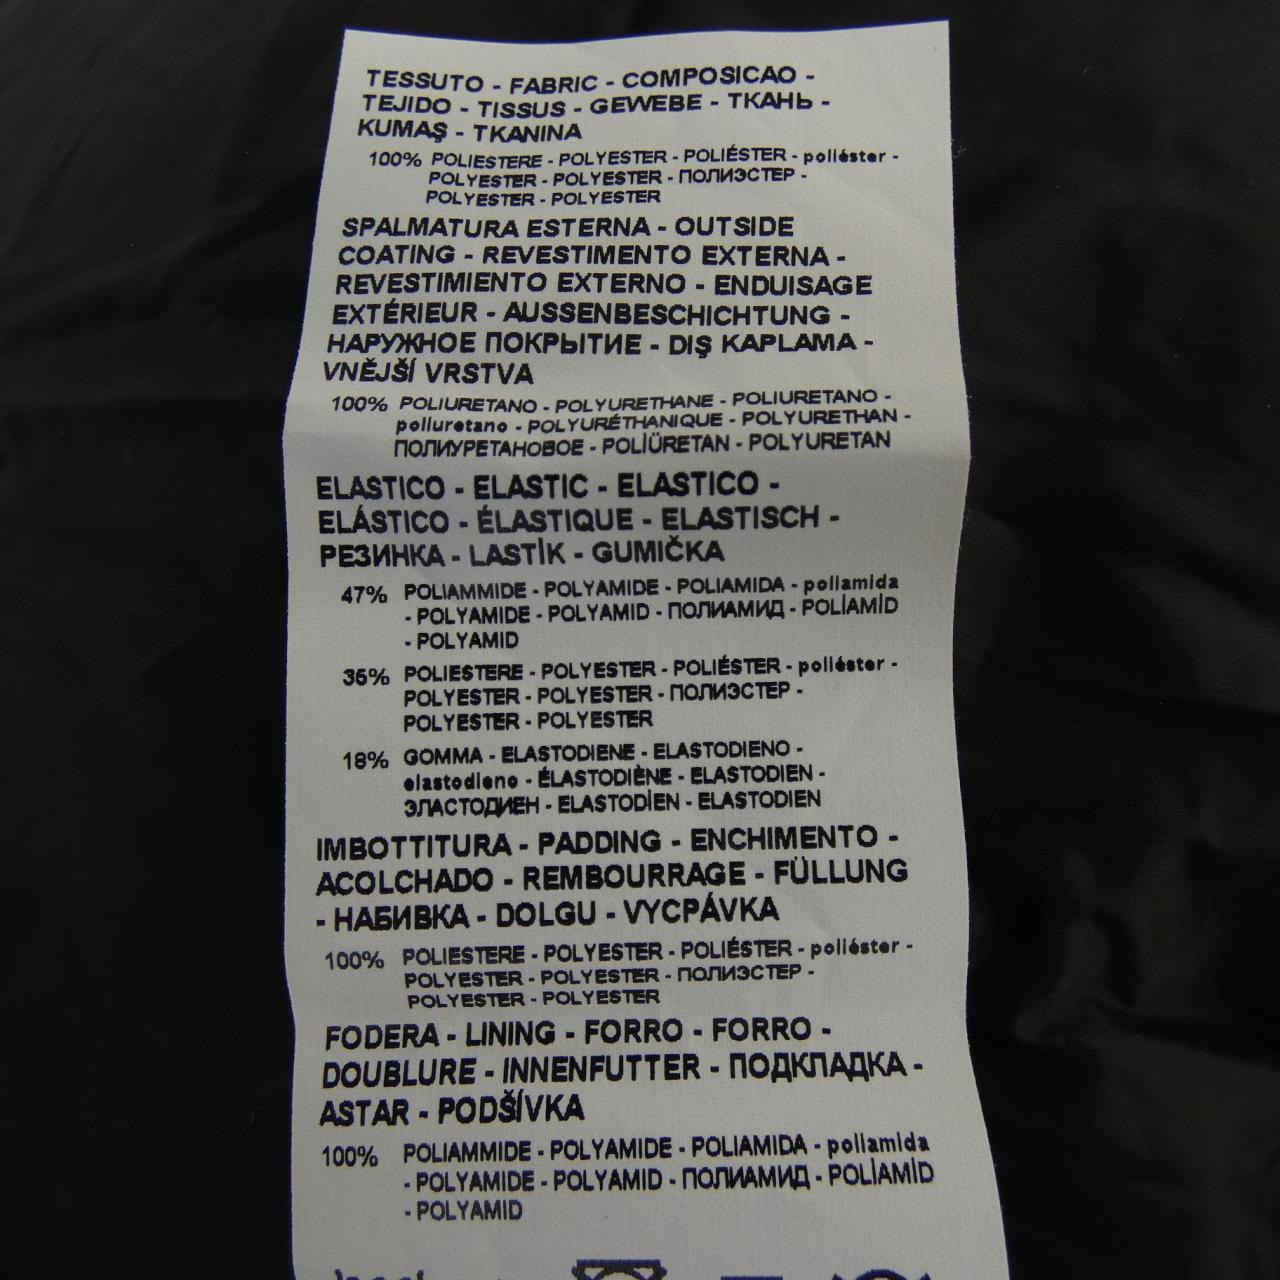 TESSUTO - FABRIC - COMPOSICAO -
TEJIDO - TISSUS - GEWEBE - ТКАНЬ -
KUMAŞ - TKANINA
100% POLIESTERE - POLYESTER - POLIÉSTER - poliéster -
POLYESTER - POLYESTER - ПОЛИЭСТЕР -
POLYESTER - POLYESTER
SPALMATURA ESTERNA - OUTSIDE
COATING - REVESTIMENTO EXTERNA -
REVESTIMIENTO EXTERNO - ENDUISAGE
EXTÉRIEUR - AUSSENBESCHICHTUNG -
НАРУЖНОЕ ПОКРЫТИЕ - DIŞ KAPLAMA -
VNĚJŠÍ VRSTVA
100% POLIURETANO - POLYURETHANE - POLIURETANO -
poliuretano - POLYURÉTHANIQUE - POLYURETHAN -
ПОЛИУРЕТАНОВОЕ - POLİÜRETAN - POLYURETAN
ELASTICO - ELASTIC - ELASTICO -
ELÁSTICO - ÉLASTIQUE - ELASTISCH -
РЕЗИНКА - LASTİK - GUMIČKA
47% POLIAMMIDE - POLYAMIDE - POLIAMIDA - poliamida
- POLYAMIDE - POLYAMID - ПОЛИАМИД - POLİAMİD
- POLYAMID
35% POLIESTERE - POLYESTER - POLIÉSTER - poliéster -
POLYESTER - POLYESTER - ПОЛИЭСТЕР -
POLYESTER - POLYESTER
18% GOMMA - ELASTODIENE - ELASTODIENO -
elastodieno - ÉLASTODIÈNE - ELASTODIEN -
ЭЛАСТОДИЕН - ELASTODİEN - ELASTODIEN
IMBOTTITURA - PADDING - ENCHIMENTO -
ACOLCHADO - REMBOURRAGE - FÜLLUNG
- НАБИВКА - DOLGU - VYCPÁVKA
100% POLIESTERE - POLYESTER - POLIÉSTER - poliéster -
POLYESTER - POLYESTER - ПОЛИЭСТЕР -
POLYESTER - POLYESTER
FODERA - LINING - FORRO - FORRO -
DOUBLURE - INNENFUTTER - ПОДКЛАДКА -
ASTAR - PODŠÍVKA
100% POLIAMMIDE - POLYAMIDE - POLIAMIDA - poliamida
- POLYAMIDE - POLYAMID - ПОЛИАМИД - POLİAMİD
- POLYAMID